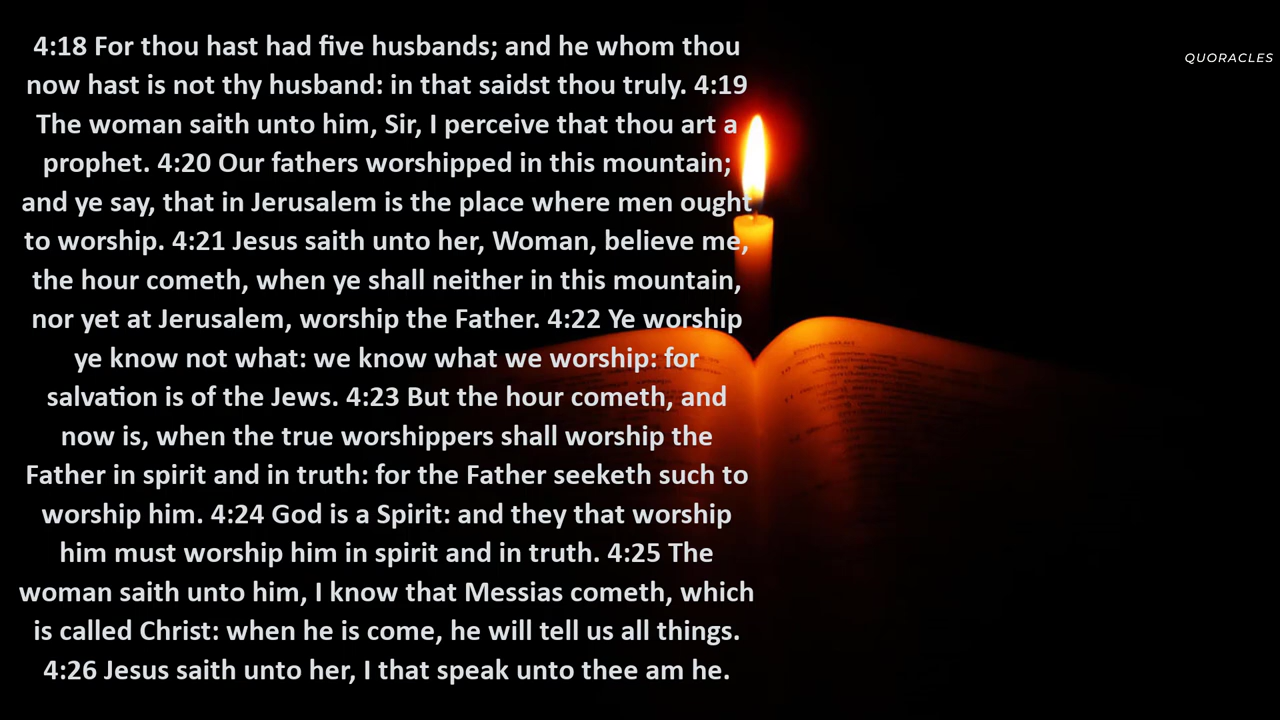 4:18 For thou hast had five husbands; and he whom thou
now hast is not thy husband: in that saidst thou truly. 4:19
The woman saith unto him, Sir, I perceive that thou art a
prophet. 4:20 Our fathers worshipped in this mountain;
and ye say, that in Jerusalem is the place where men ought
to worship. 4:21 Jesus saith unto her, Woman, believe me,
the hour cometh, when ye shall neither in this mountain,
nor yet at Jerusalem, worship the Father. 4:22 Ye worship
ye know not what: we know what we worship: for
salvation is of the Jews. 4:23 But the hour cometh, and
now is, when the true worshippers shall worship the
Father in spirit and in truth: for the Father seeketh such to
worship him. 4:24 God is a Spirit: and they that worship
him must worship him in spirit and in truth. 4:25 The
woman saith unto him, I know that Messias cometh, which
is called Christ: when he is come, he will tell us all things.
4:26 Jesus saith unto her, I that speak unto thee am he.
QUORACLES